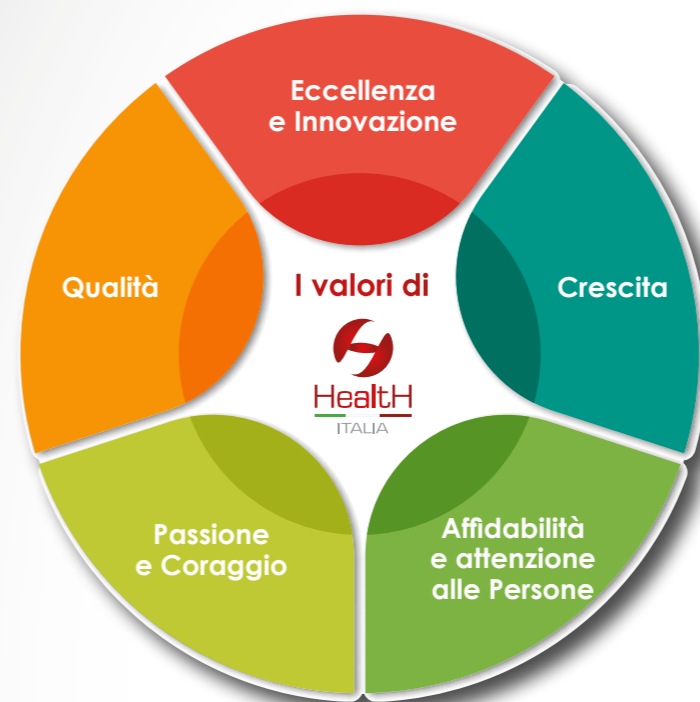 Eccellenza
e Innovazione
Qualità
I valori di
Crescita
HealtH
ITALIA
Passione
e Coraggio
Affidabilità
e attenzione
alle Persone